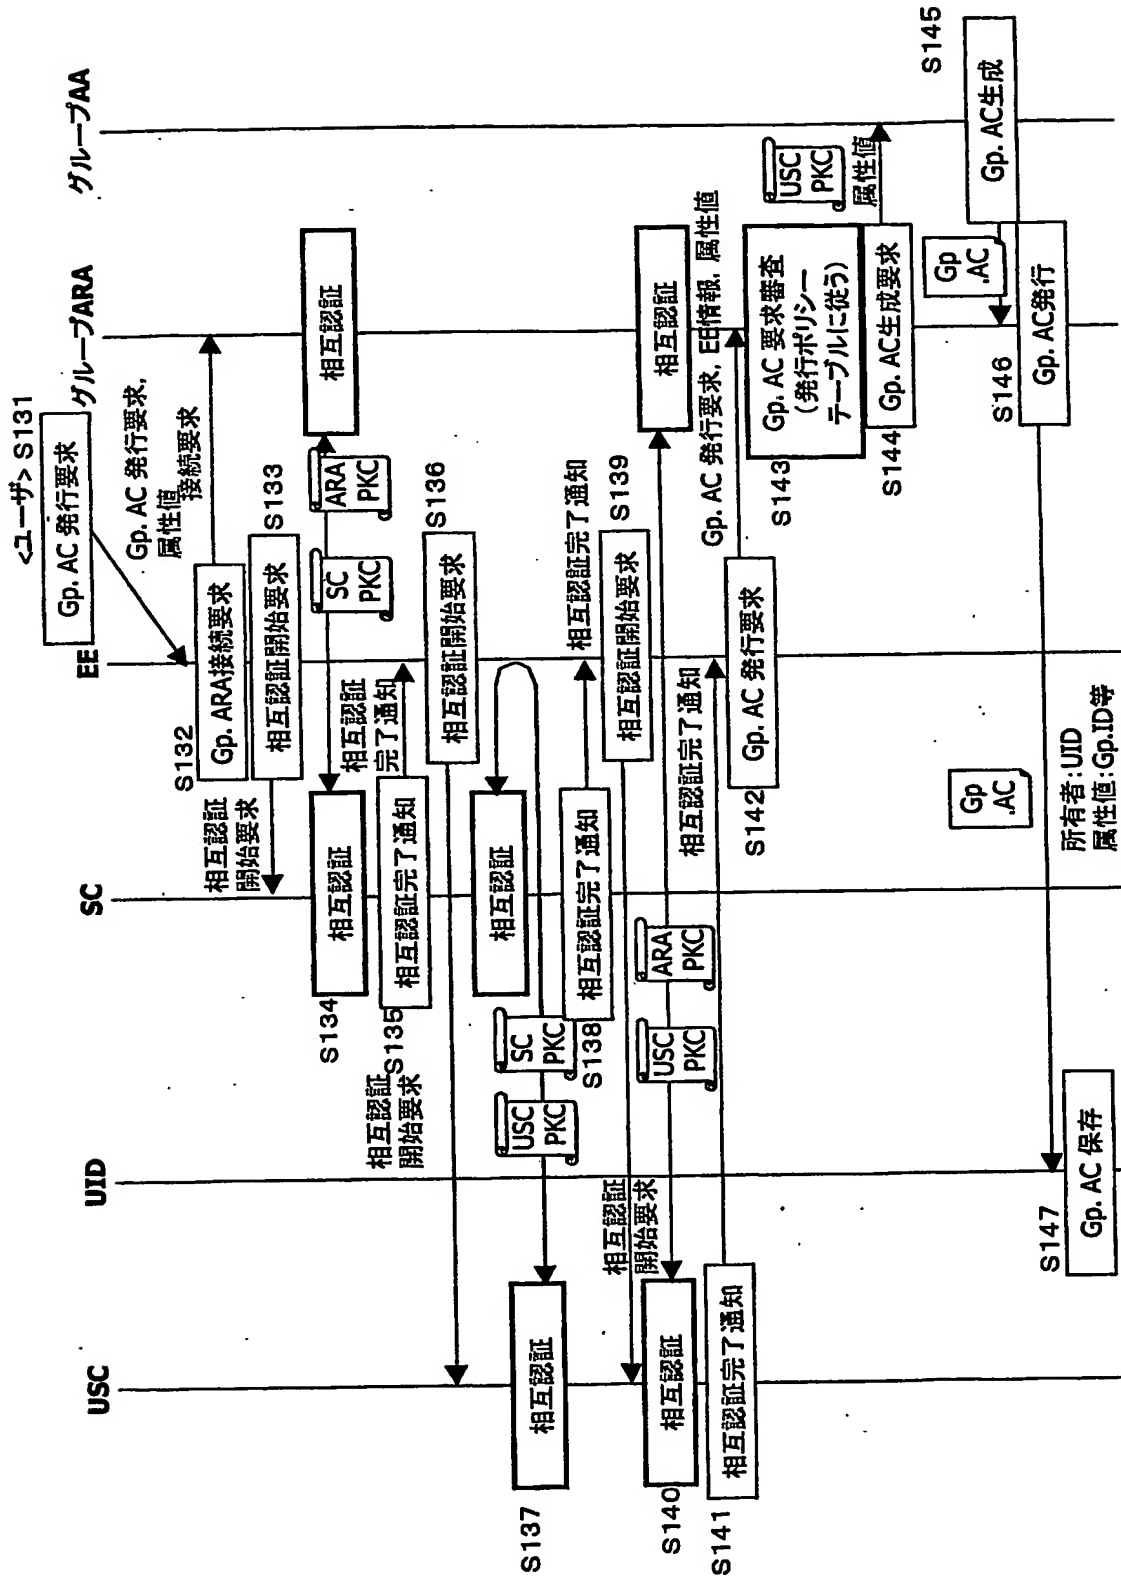 USC
UID
SC
EE
グループARA
グループAA
<ユーザ> S131
Gp. AC 発行要求
S132
Gp. ARA接続要求
Gp. AC 発行要求,
属性値
接続要求
S133
相互認証開始要求
相互認証
開始要求
S134
相互認証
SC
PKC
ARA
PKC
相互認証
S135
相互認証完了通知
相互認証
完了通知
S136
相互認証開始要求
相互認証
開始要求
S137
相互認証
USC
PKC
SC
PKC
相互認証
S138
相互認証完了通知
相互認証完了通知
S139
相互認証開始要求
相互認証
開始要求
S140
相互認証
USC
PKC
ARA
PKC
相互認証
S141
相互認証完了通知
相互認証完了通知
S142
Gp. AC 発行要求
Gp. AC 発行要求, EE情報, 属性値
S143
Gp. AC 要求審査
(発行ポリシー
テーブルに従う)
S144
Gp. AC生成要求
USC
PKC
属性値
S145
Gp. AC生成
Gp
.AC
S146
Gp. AC発行
Gp
.AC
所有者:UID
属性値:Gp.ID等
S147
Gp. AC 保存